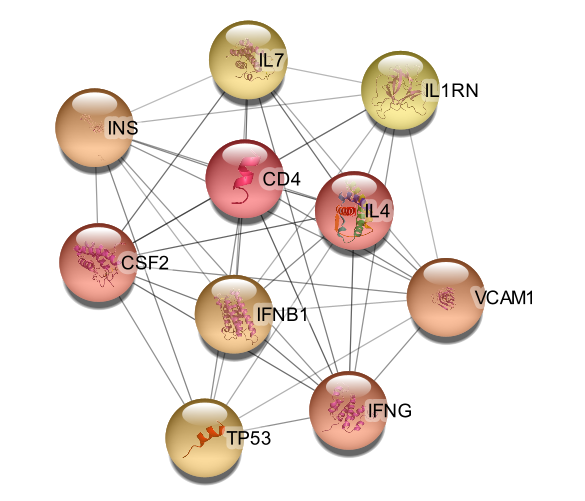 IL7
IL1RN
INS
CD4
IL4
CSF2
VCAM1
IFNB1
IFNG
TP53